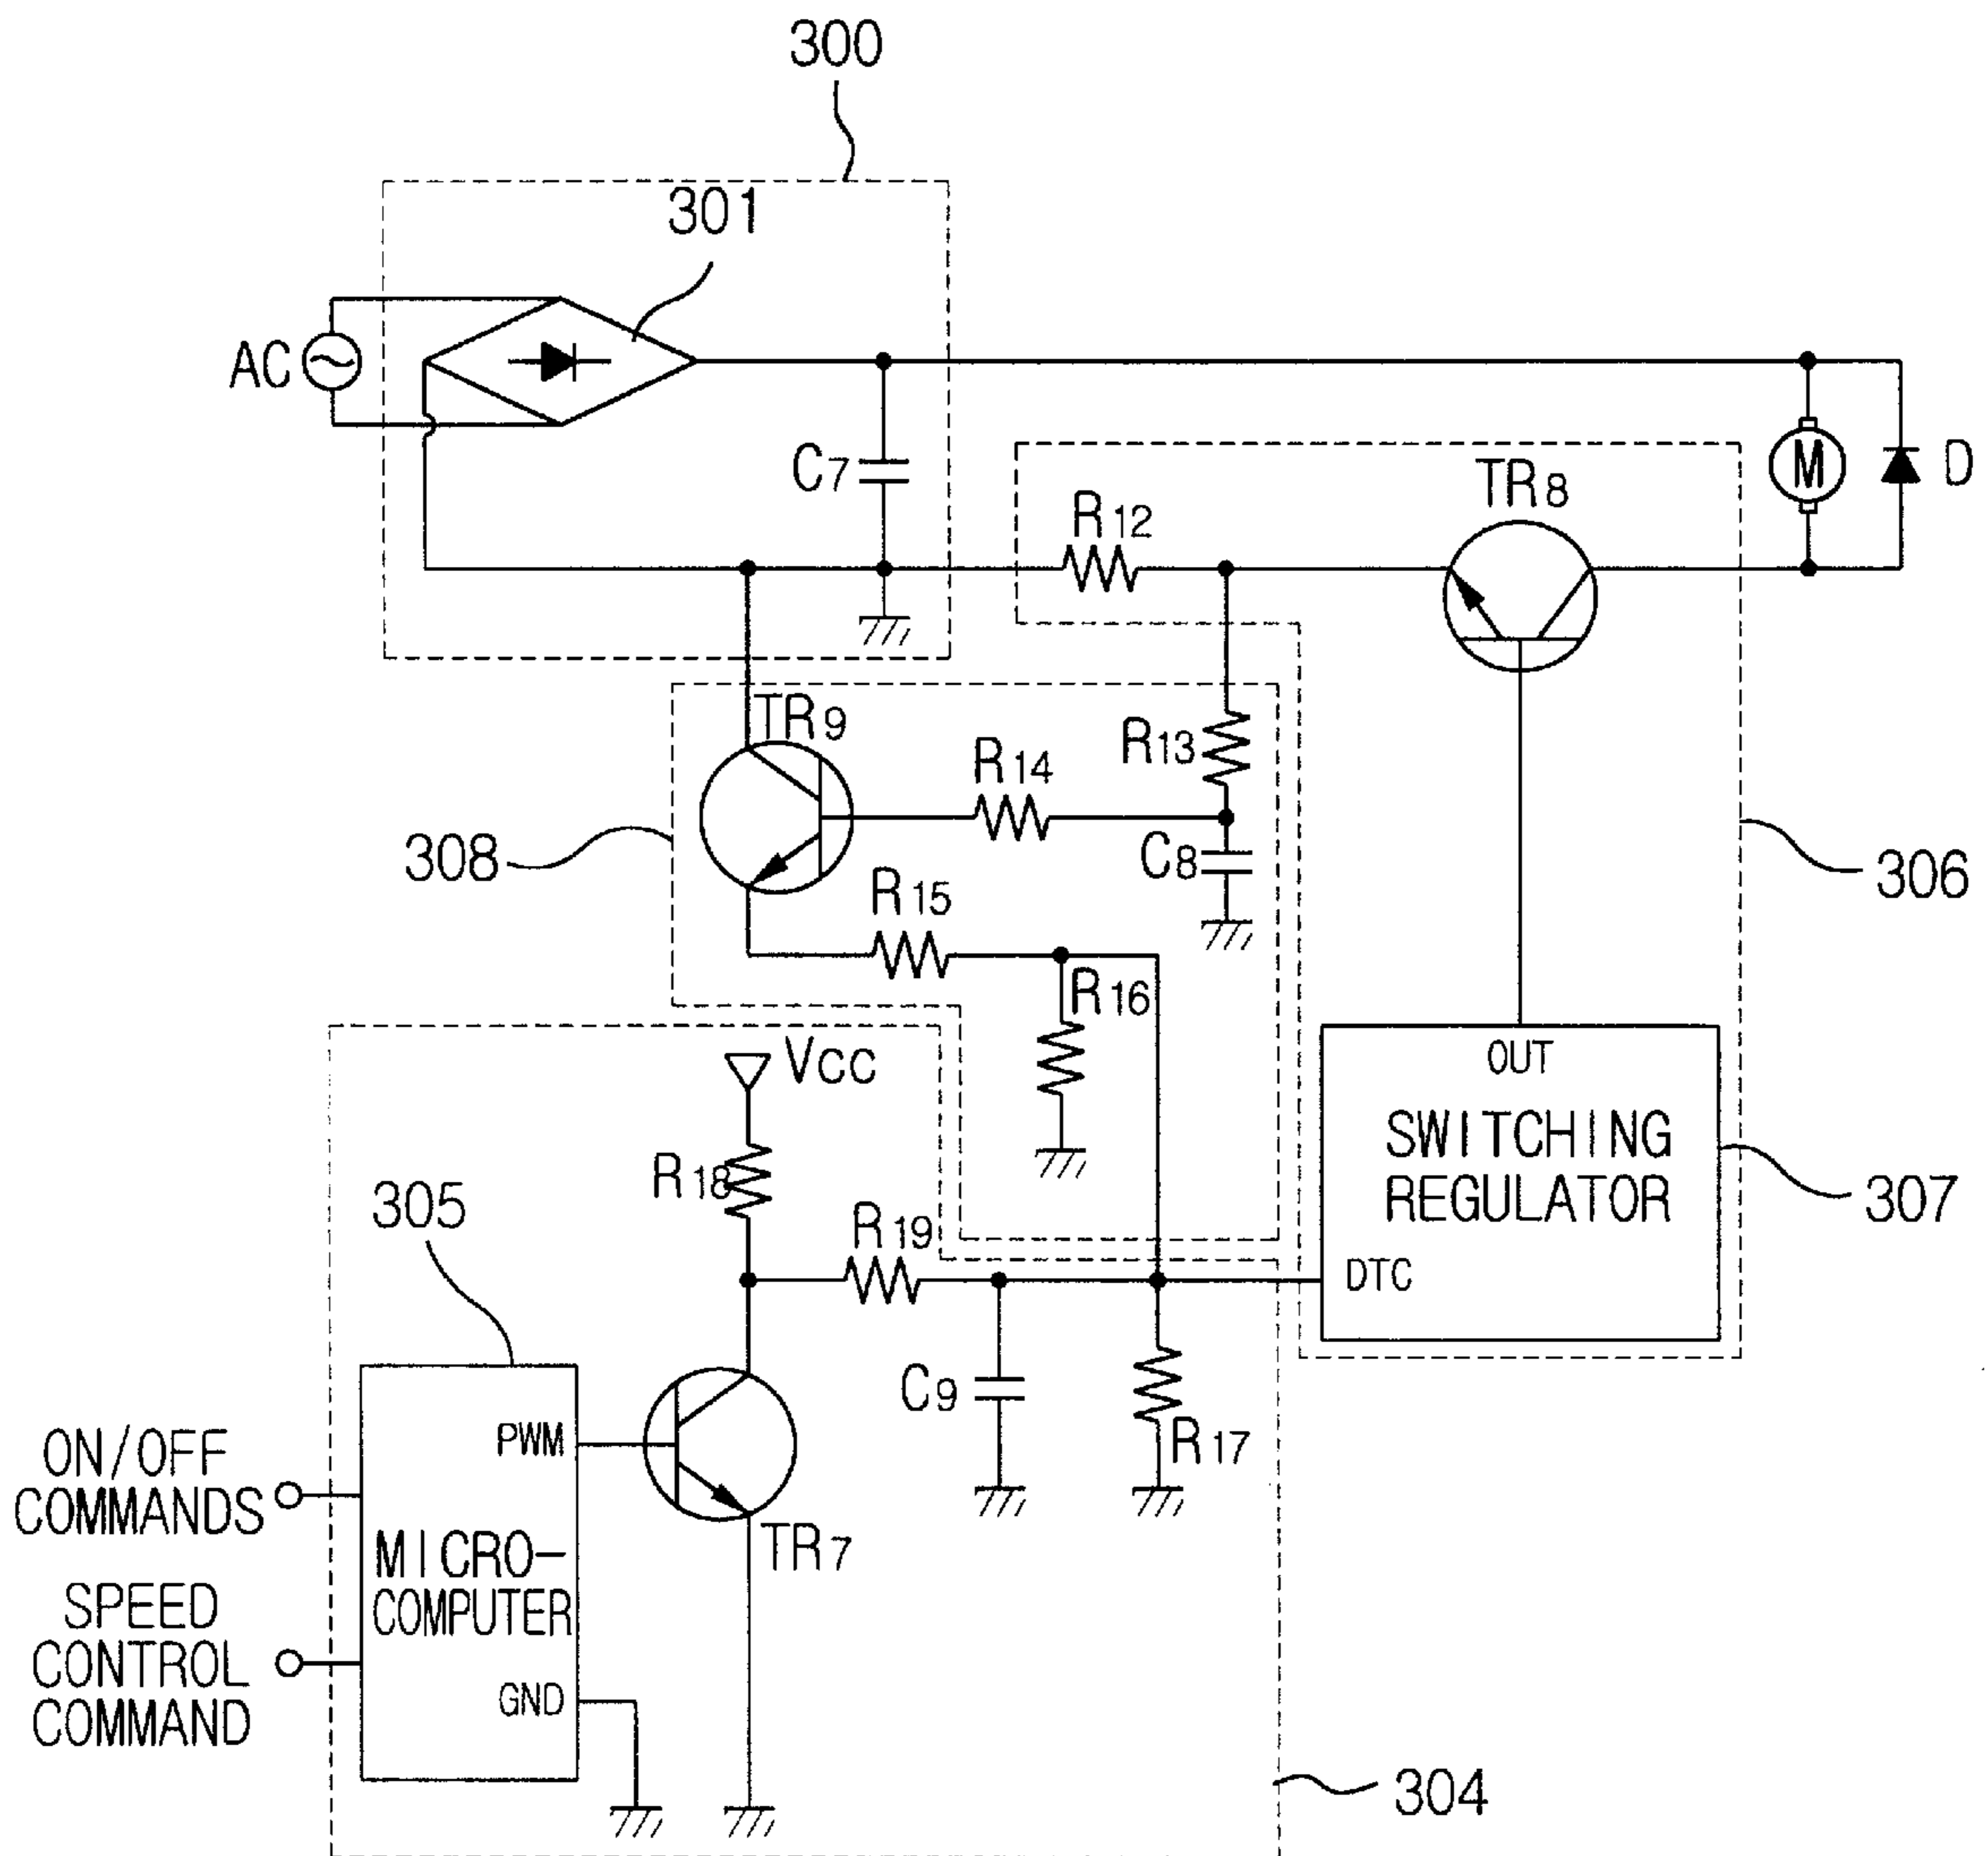 300
301
AC
C7
R12
TR8
M
D
TR9
R14
R13
C8
308
306
R15
R16
VCC
OUT
SWITCHING
REGULATOR
307
R18
305
R19
DTC
C9
R17
PWM
ON/OFF
COMMANDS
TR7
MICRO-
COMPUTER
SPEED
CONTROL
COMMAND
GND
304